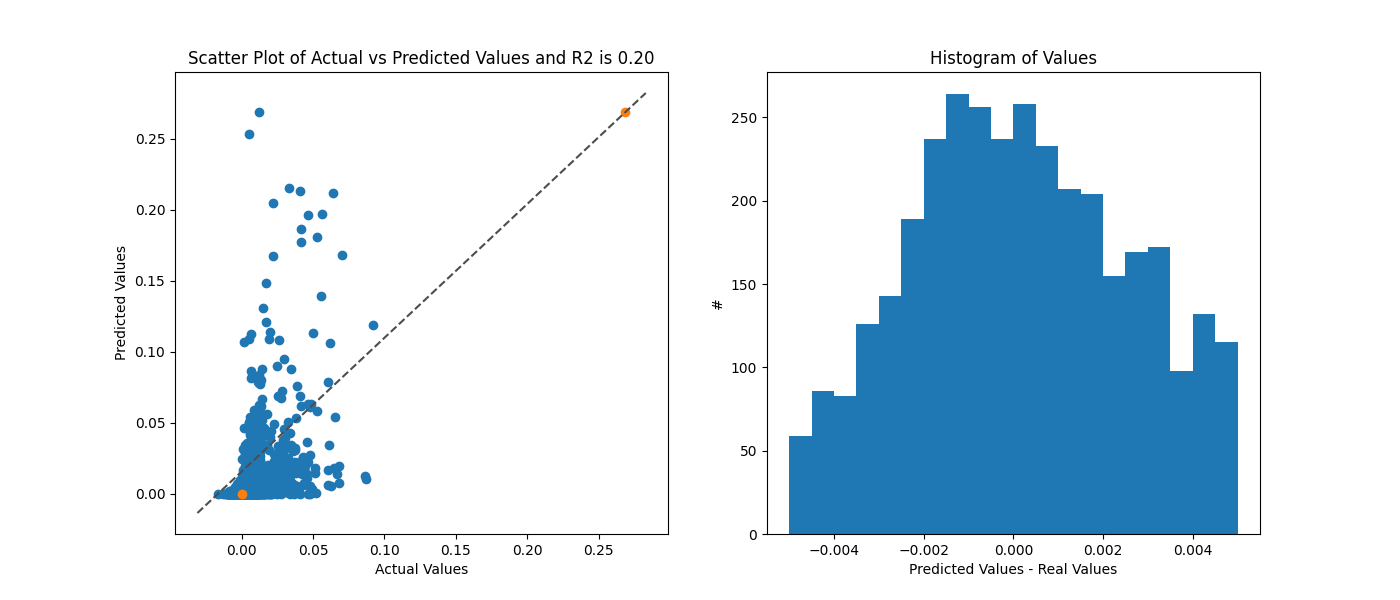 Scatter Plot of Actual vs Predicted Values and R2 is 0.20
Predicted Values
0.25
0.20
0.15
0.10
0.05
0.00
0.00 0.05 0.10 0.15 0.20 0.25
Actual Values
Histogram of Values
#
250
200
150
100
50
0
−0.004 −0.002 0.000 0.002 0.004
Predicted Values - Real Values